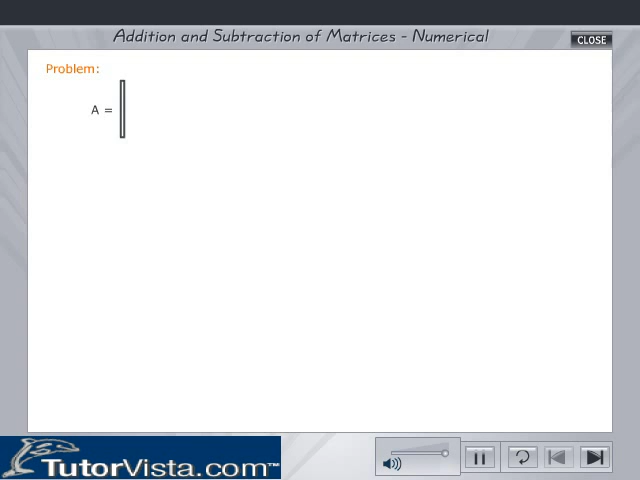 Addition and Subtraction of Matrices - Numerical
CLOSE
Problem:
A =
TutorVista.com™